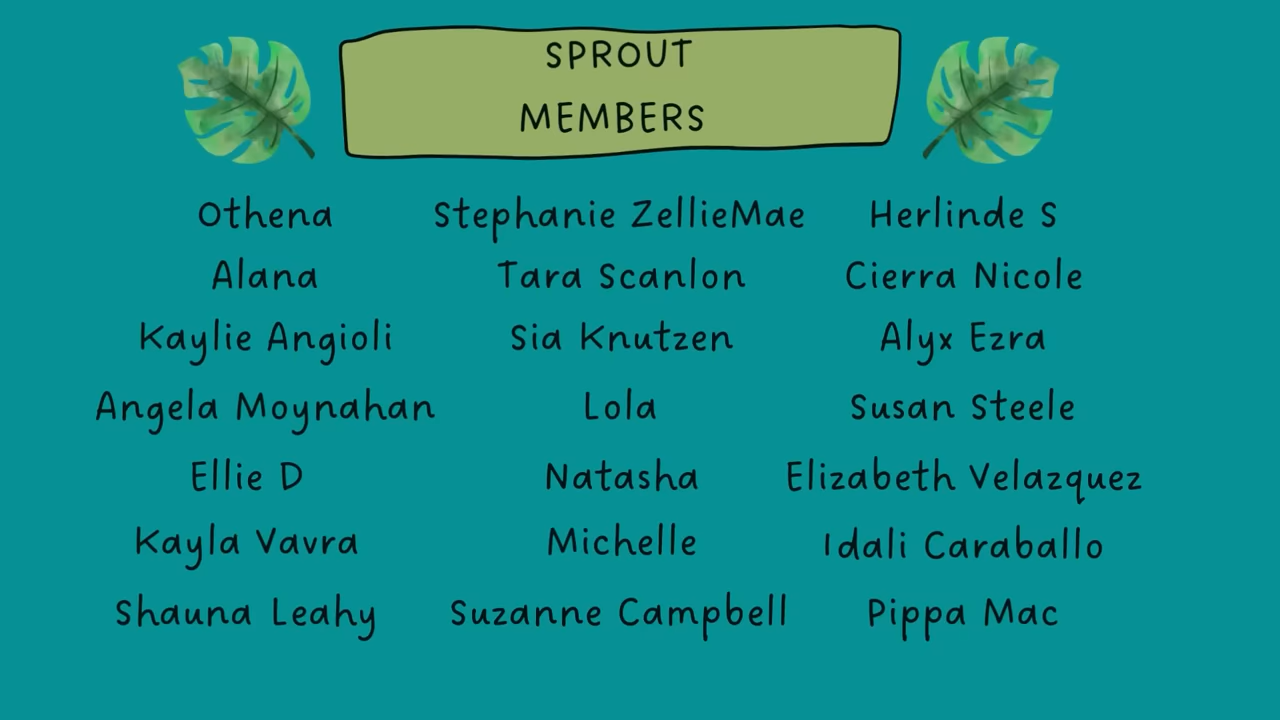 SPROUT
MEMBERS
Othena Stephanie ZellieMae Herlinde S
Alana Tara Scanlon Cierra Nicole
Kaylie Angioli Sia Knutzen Alyx Ezra
Angela Moynahan Lola Susan Steele
Ellie D Natasha Elizabeth Velazquez
Kayla Vavra Michelle Idali Caraballo
Shauna Leahy Suzanne Campbell Pippa Mac